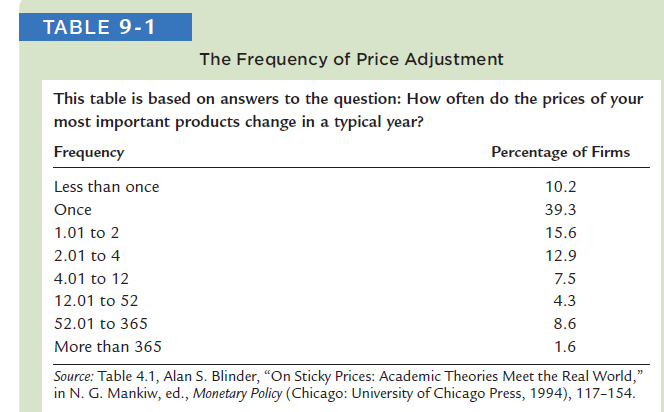 TABLE 9-1
The Frequency of Price Adjustment
This table is based on answers to the question: How often do the prices of your
most important products change in a typical year?
Frequency Percentage of Firms
Less than once 10.2
Once 39.3
1.01 to 2 15.6
2.01 to 4 12.9
4.01 to 12 7.5
12.01 to 52 4.3
52.01 to 365 8.6
More than 365 1.6
Source: Table 4.1, Alan S. Blinder, “On Sticky Prices: Academic Theories Meet the Real World,”
in N. G. Mankiw, ed., Monetary Policy (Chicago: University of Chicago Press, 1994), 117–154.